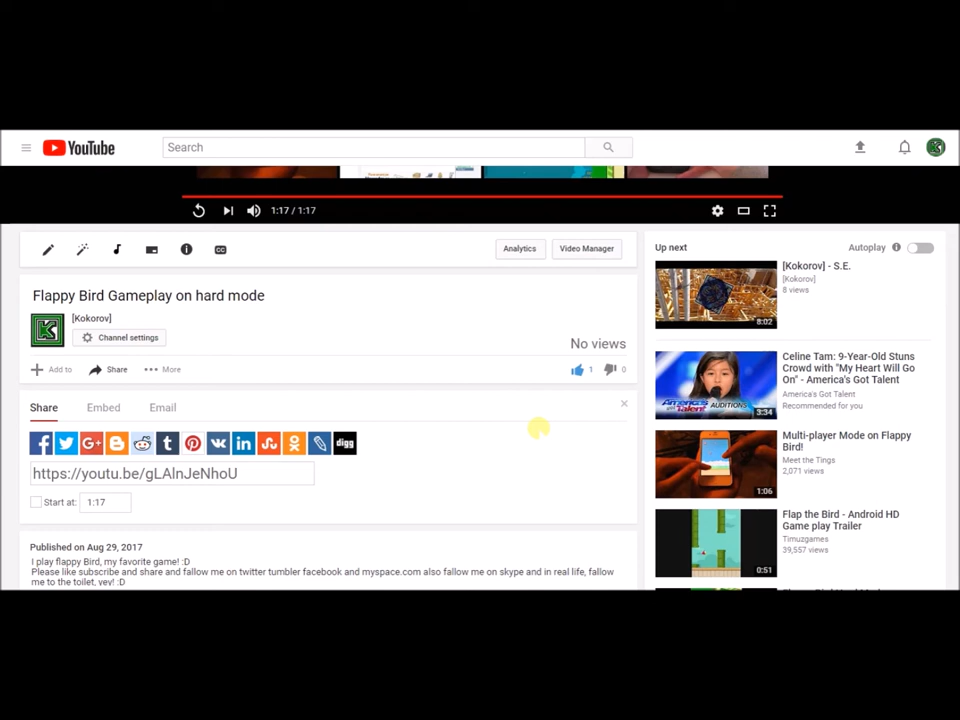 YouTube
Search
1:17 / 1:17
CC
Analytics
Video Manager
Flappy Bird Gameplay on hard mode
[Kokorov]
Channel settings
No views
Add to
Share
More
1
0
Share
Embed
Email
digg
https://youtu.be/gLAlnJeNhoU
Start at:
1:17
Published on Aug 29, 2017
I play flappy Bird, my favorite game! :D
Please like subscribe and share and fallow me on twitter tumbler facebook and myspace.com also fallow me on skype and in real life, fallow
me to the toilet, yey! :D
Up next
Autoplay
[Kokorov] - S.E.
[Kokorov]
8 views
8:02
Celine Tam: 9-Year-Old Stuns
Crowd with "My Heart Will Go
On" - America's Got Talent
America's Got Talent
Recommended for you
3:34
Multi-player Mode on Flappy
Bird!
Meet the Tings
2,071 views
1:06
Flap the Bird - Android HD
Game play Trailer
Timuzgames
39,557 views
0:51